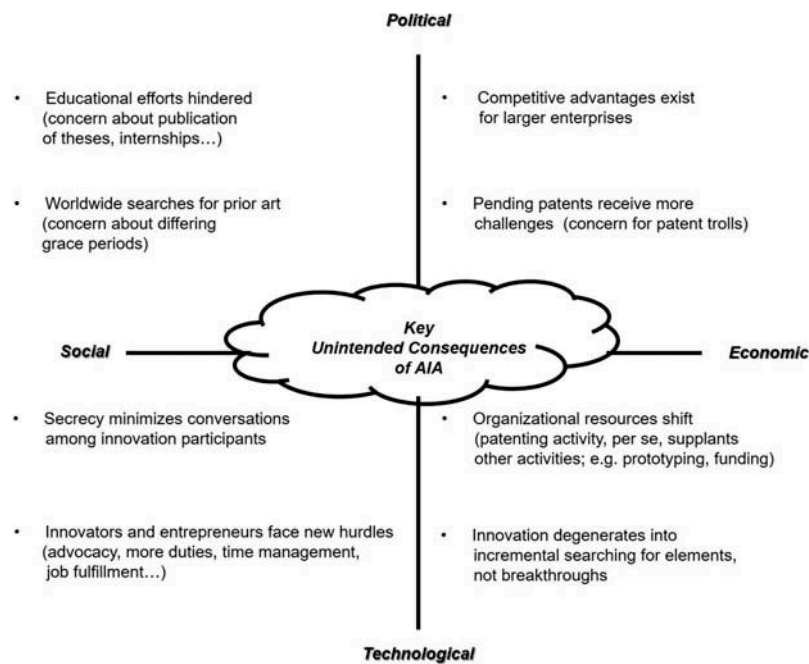 Political
• Educational efforts hindered
(concern about publication
of theses, internships…)
• Worldwide searches for prior art
(concern about differing
grace periods)
• Competitive advantages exist
for larger enterprises
• Pending patents receive more
challenges (concern for patent trolls)
Social
Key
Unintended Consequences
of AIA
Economic
• Secrecy minimizes conversations
among innovation participants
• Innovators and entrepreneurs face new hurdles
(advocacy, more duties, time management,
job fulfillment…)
• Organizational resources shift
(patenting activity, per se, supplants
other activities; e.g. prototyping, funding)
• Innovation degenerates into
incremental searching for elements,
not breakthroughs
Technological